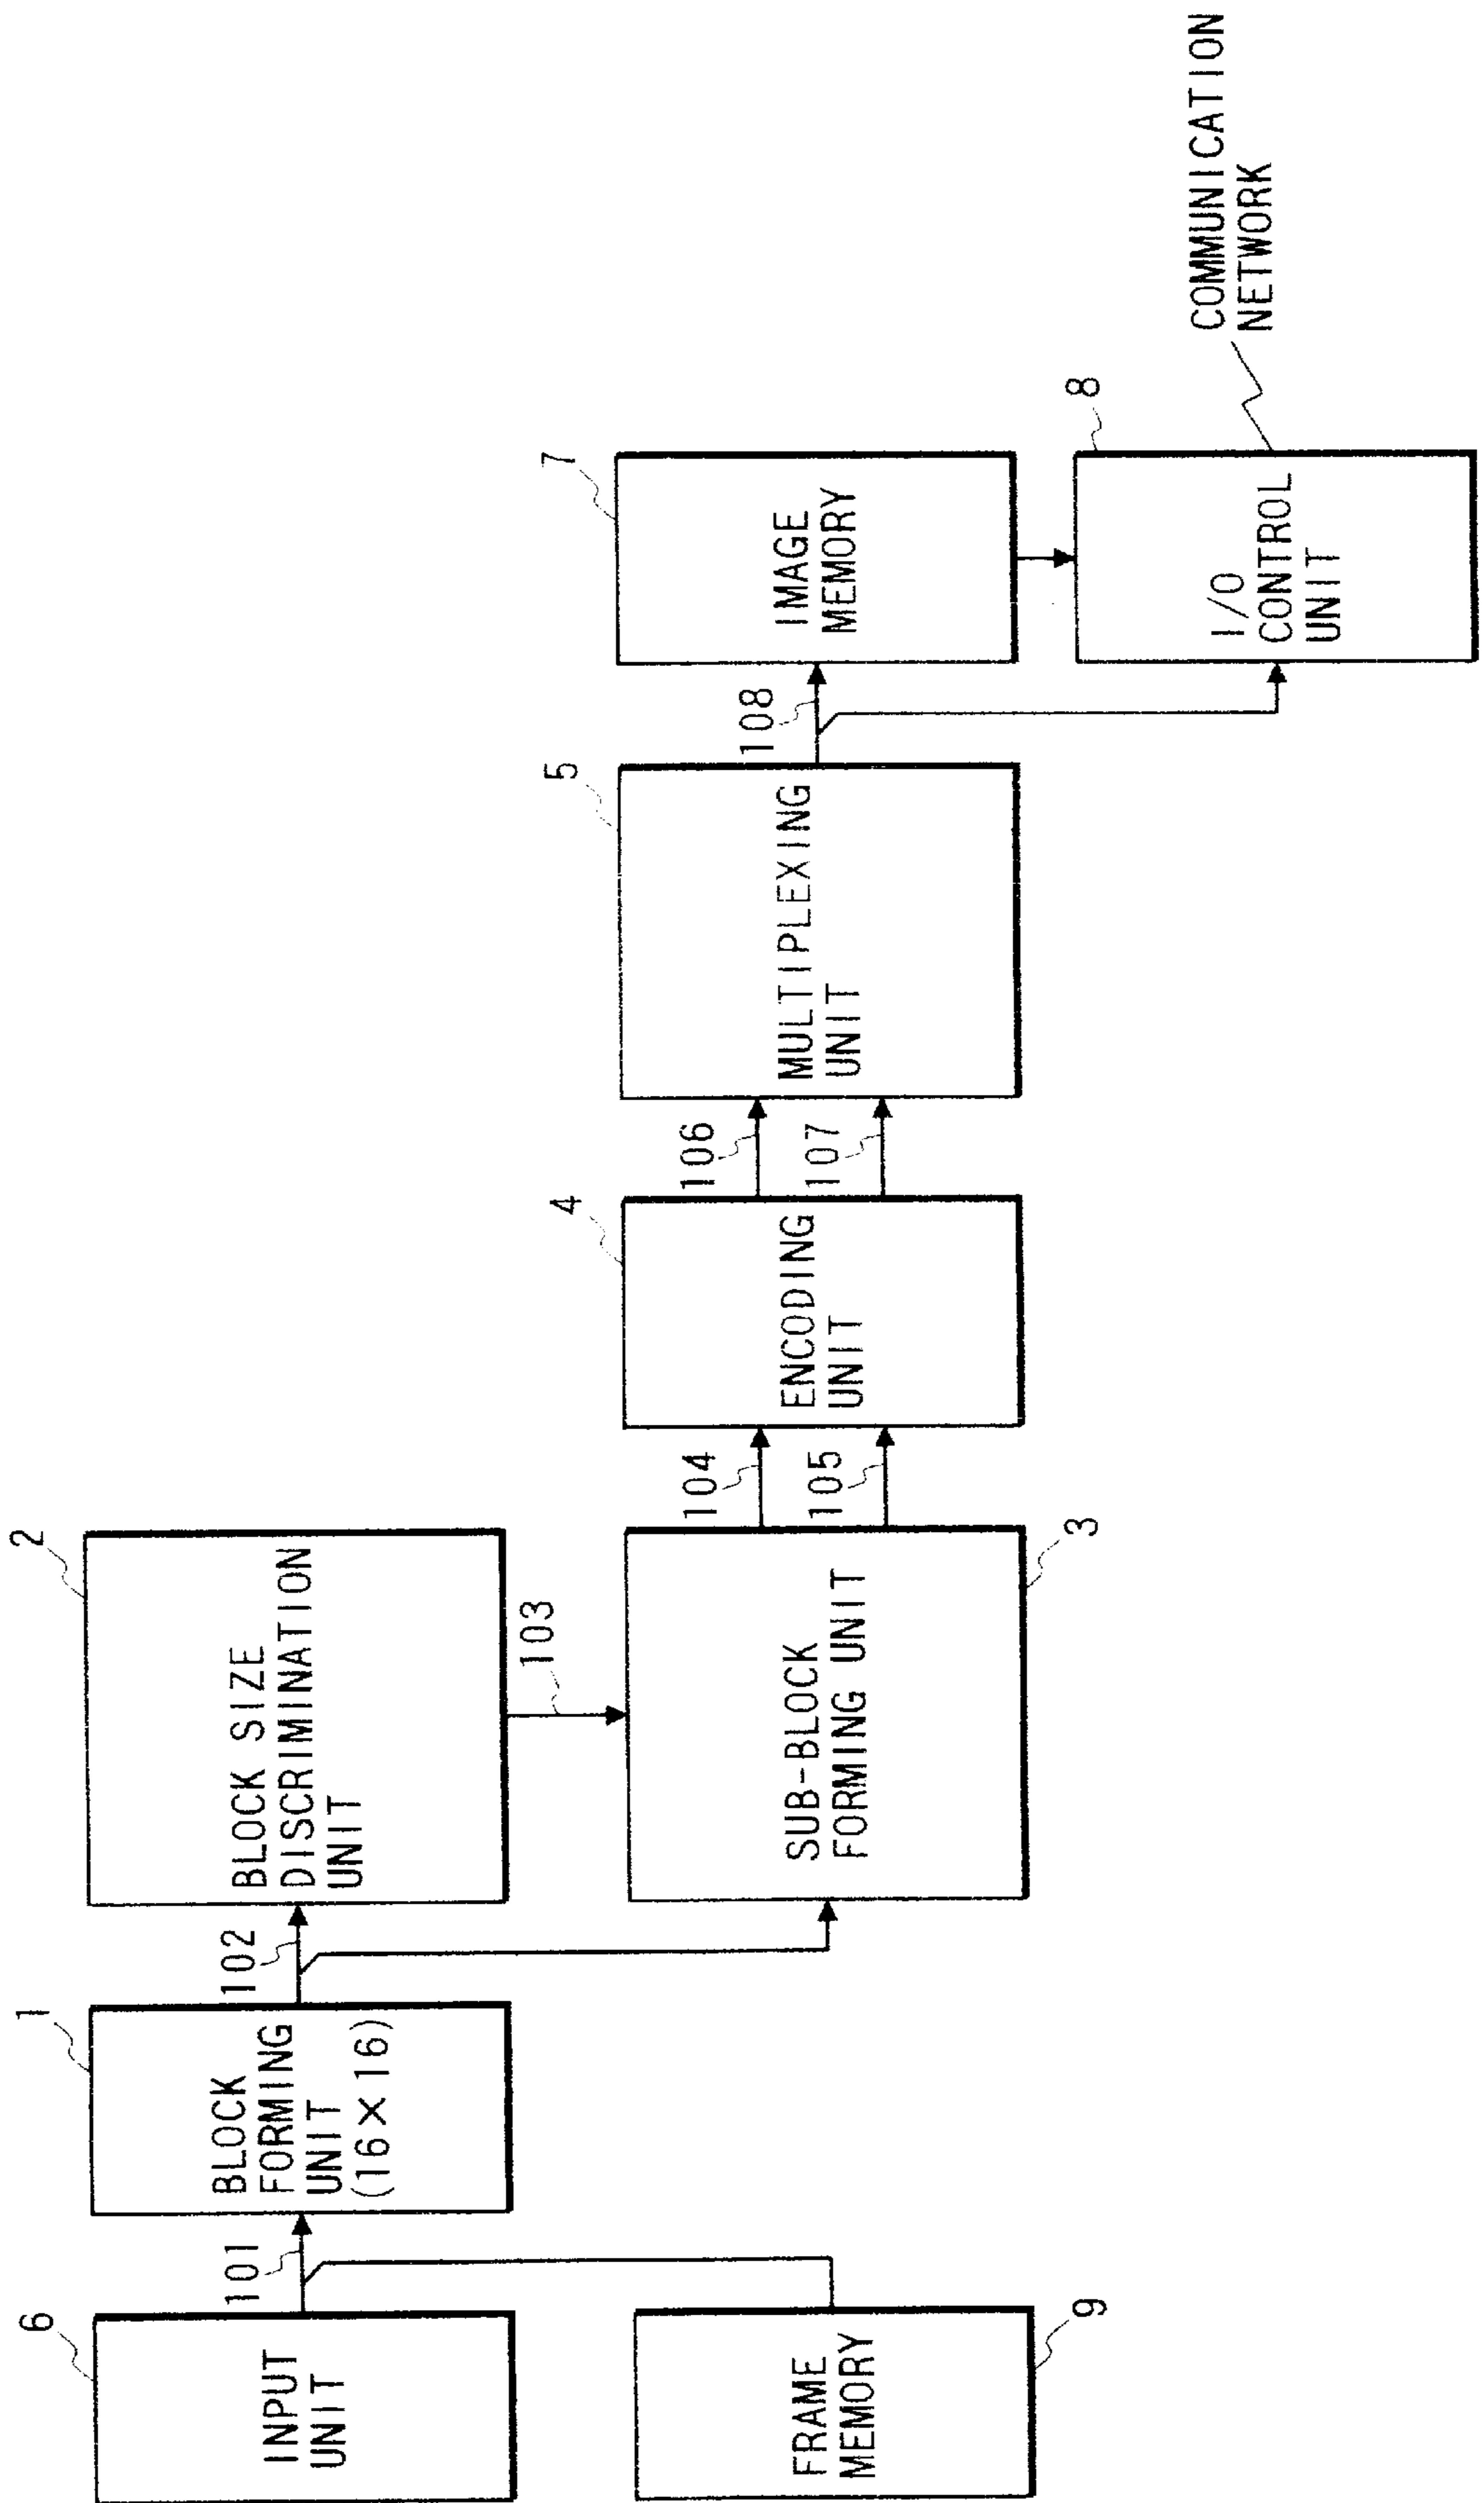 6
INPUT
UNIT
101
1
BLOCK
FORMING
UNIT
(16×16)
102
2
BLOCK SIZE
DISCRIMINATION
UNIT
103
FRAME
MEMORY
9
SUB-BLOCK
FORMING UNIT
3
104
105
4
ENCODING
UNIT
106
107
5
MULTIPLEXING
UNIT
108
7
IMAGE
MEMORY
8
I/O
CONTROL
UNIT
COMMUNICATION
NETWORK